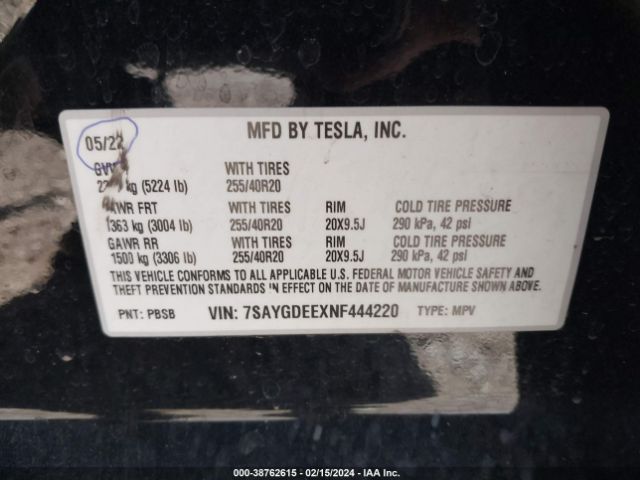 05/22 MFD BY TESLA, INC.
WITH TIRES
kg (5224 lb) 255/40R20
GAWR FRT WITH TIRES RIM COLD TIRE PRESSURE
1363 kg (3004 lb) 255/40R20 20X9.5J 290 kPa, 42 psi
GAWR RR WITH TIRES RIM COLD TIRE PRESSURE
1500 kg (3306 lb) 255/40R20 20X9.5J 290 kPa, 42 psi
THIS VEHICLE CONFORMS TO ALL APPLICABLE U.S. FEDERAL MOTOR VEHICLE SAFETY AND
THEFT PREVENTION STANDARDS IN EFFECT ON THE DATE OF MANUFACTURE SHOWN ABOVE.
PNT: PBSB VIN: 7SAYGDEEXNF444220 TYPE: MPV
000-38762615 - 02/15/2024 - IAA Inc.